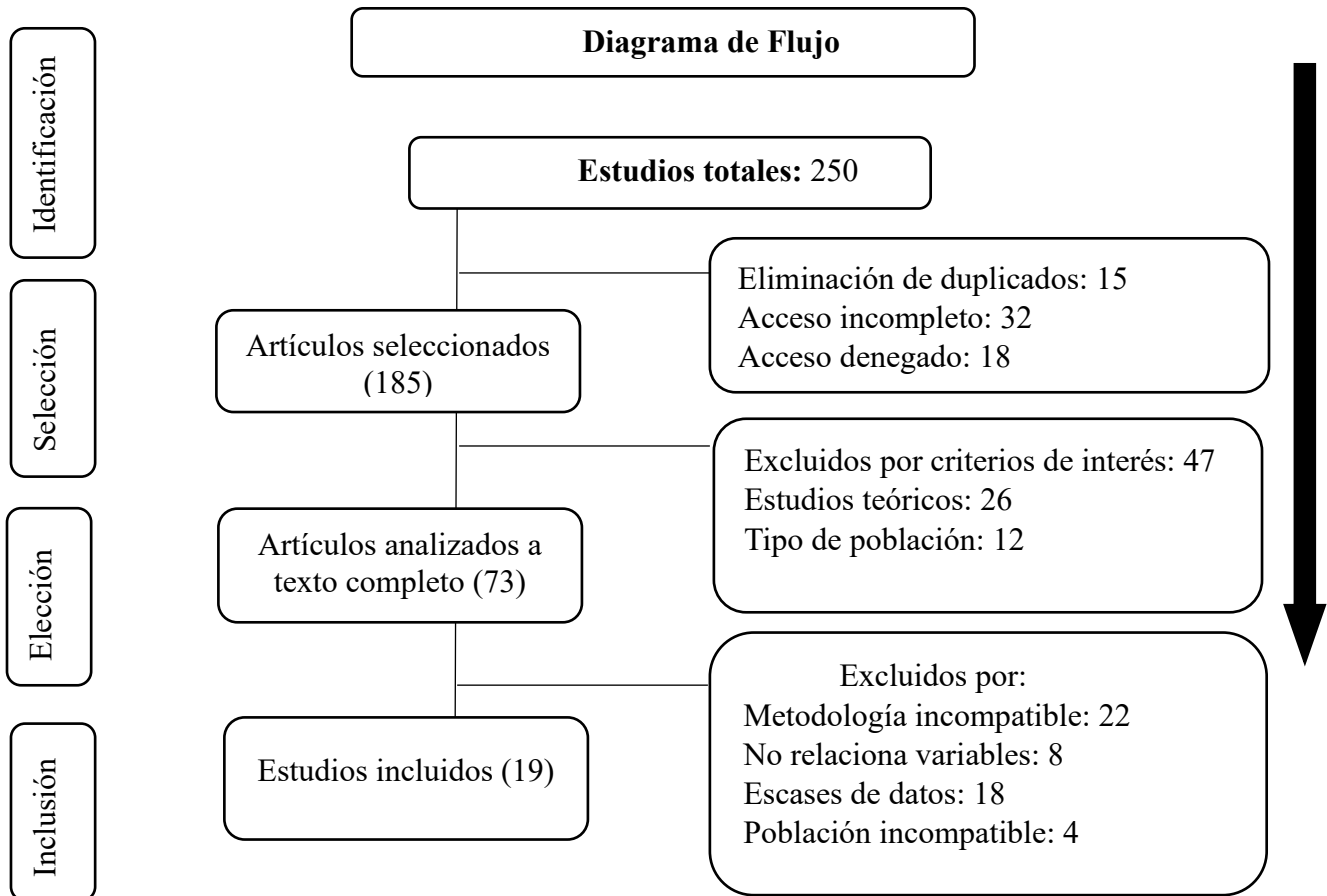 Diagrama de Flujo
Identificación
Estudios totales: 250
Eliminación de duplicados: 15
Acceso incompleto: 32
Acceso denegado: 18
Selección
Artículos seleccionados
(185)
Excluidos por criterios de interés: 47
Estudios teóricos: 26
Tipo de población: 12
Elección
Artículos analizados a
texto completo (73)
Excluidos por:
Metodología incompatible: 22
No relaciona variables: 8
Escases de datos: 18
Población incompatible: 4
Inclusión
Estudios incluidos (19)